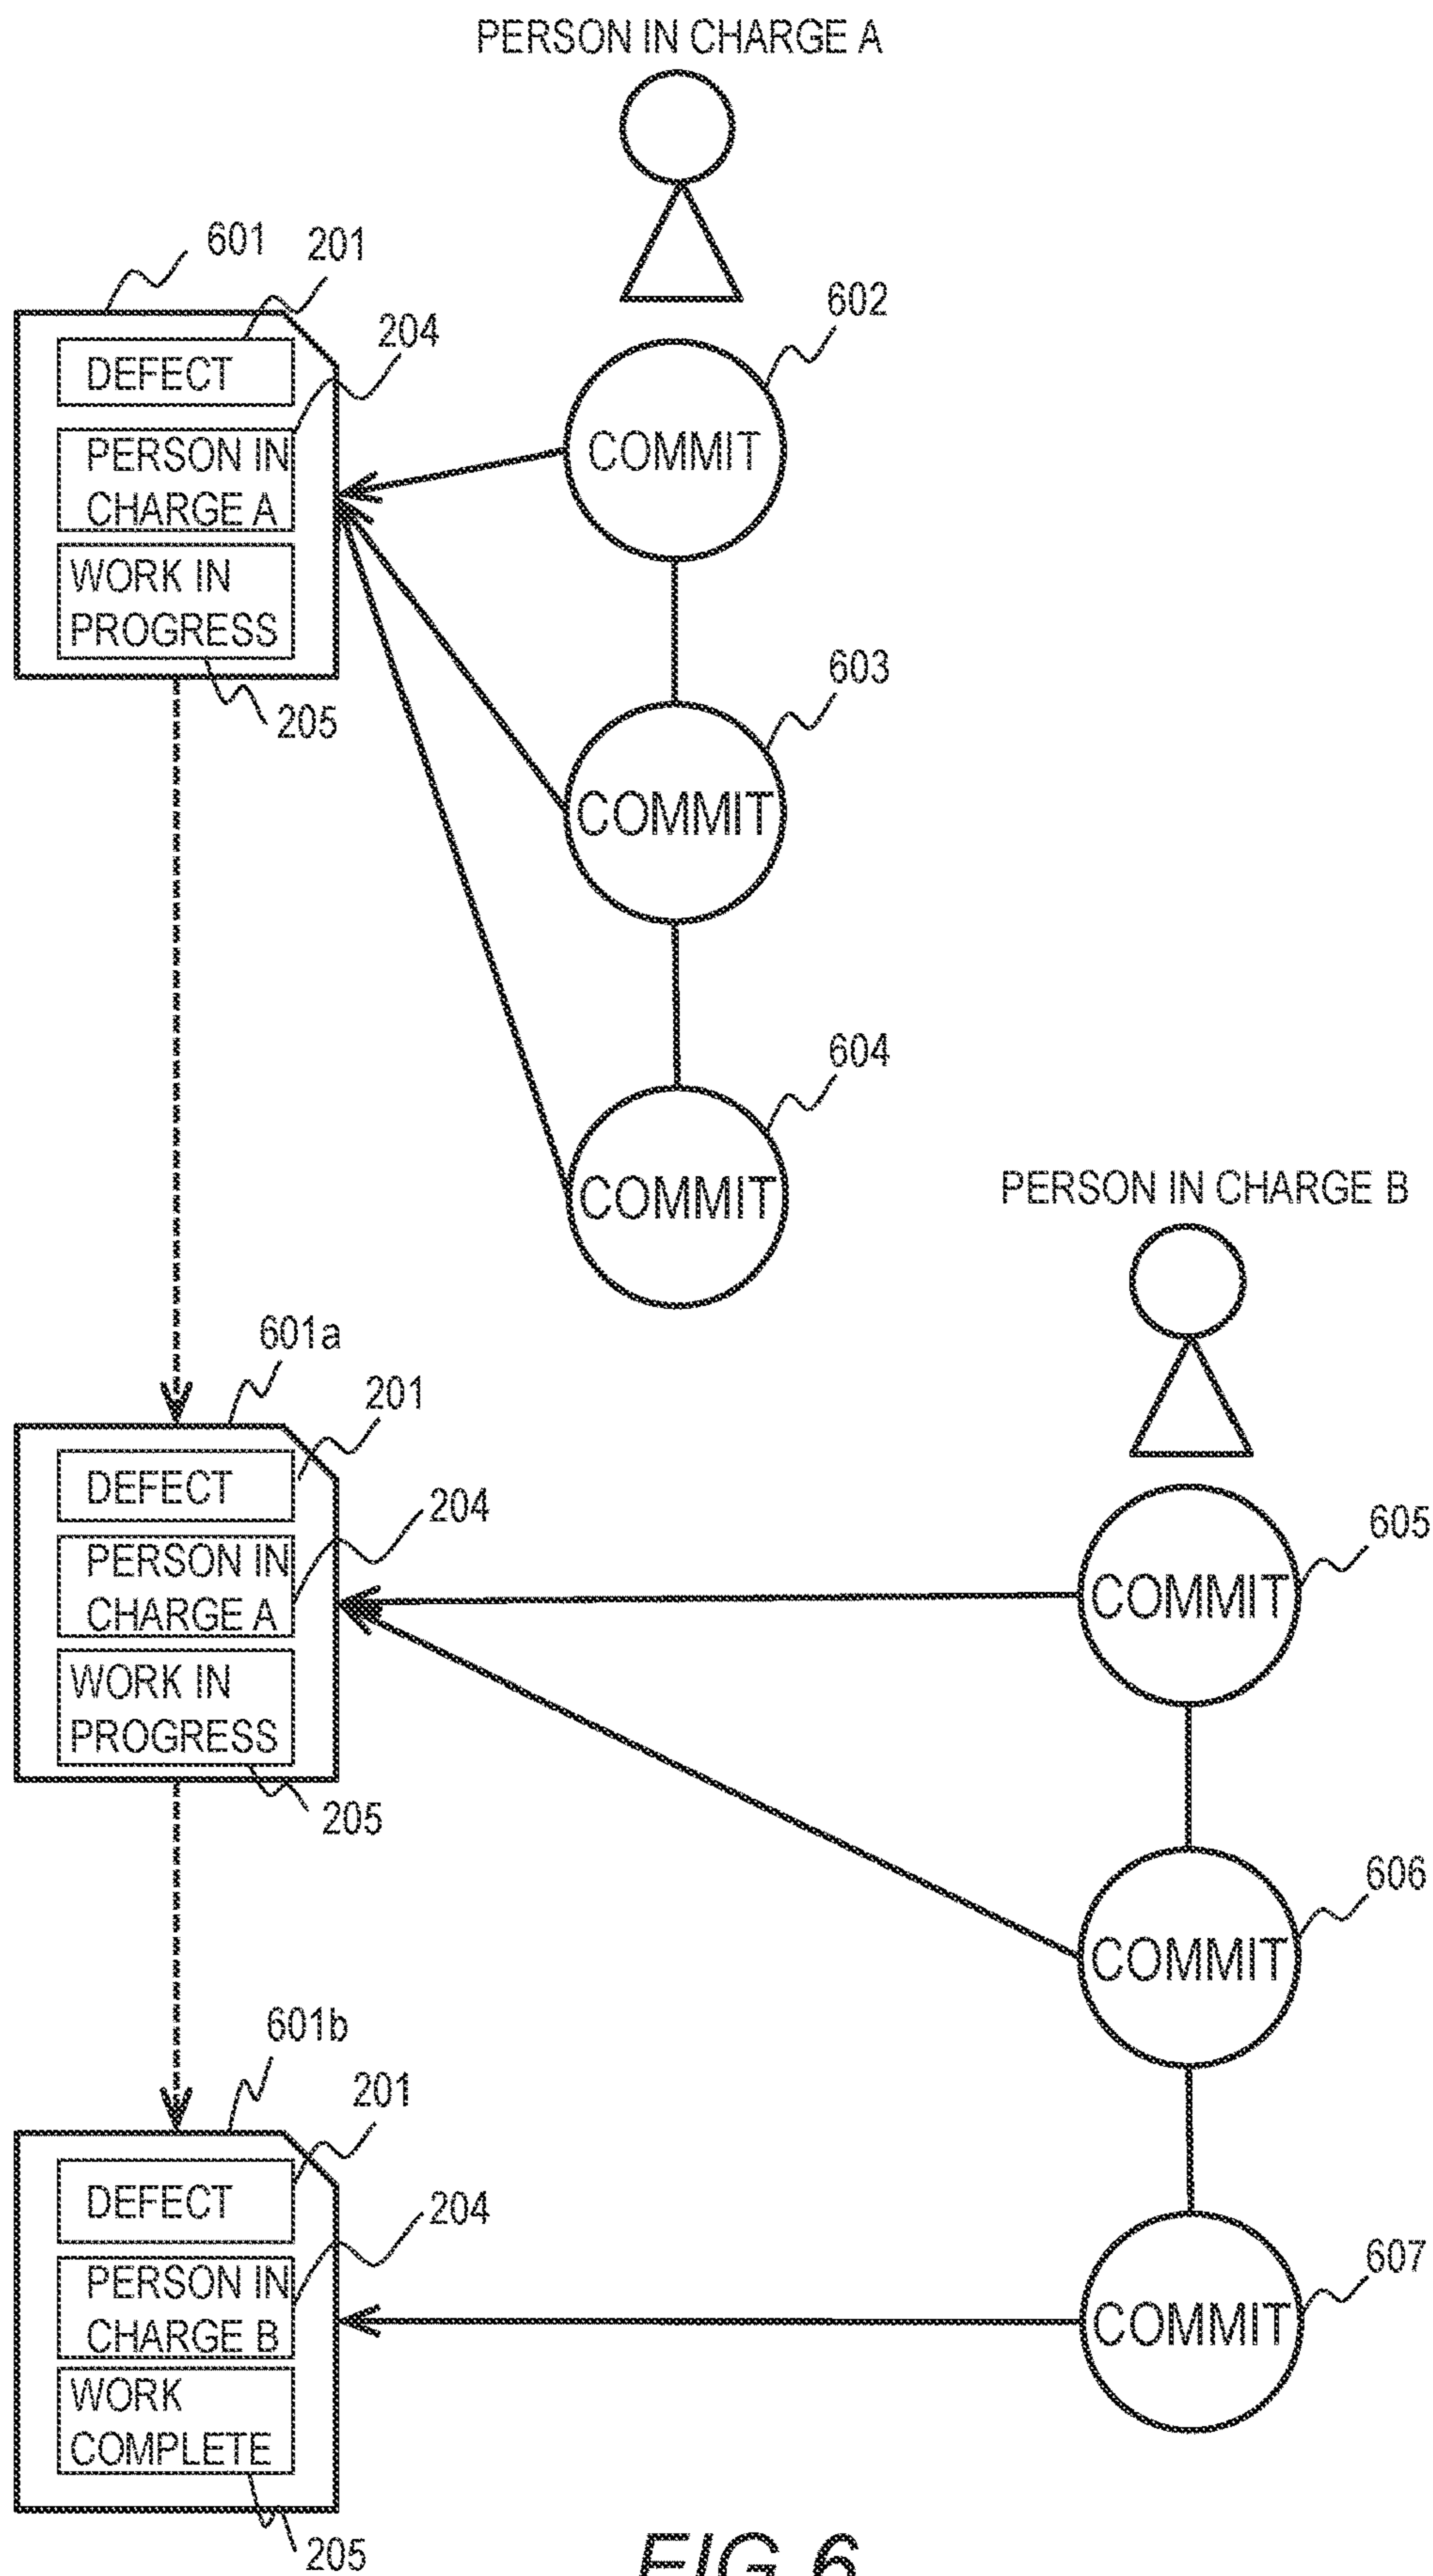 PERSON IN CHARGE A
601
201
204
602
DEFECT
PERSON IN
CHARGE A
COMMIT
WORK IN
PROGRESS
205
603
COMMIT
604
COMMIT
PERSON IN CHARGE B
601a
201
204
605
DEFECT
PERSON IN
CHARGE A
COMMIT
WORK IN
PROGRESS
205
606
COMMIT
601b
201
204
607
DEFECT
PERSON IN
CHARGE B
COMMIT
WORK
COMPLETE
205
FIG. 6